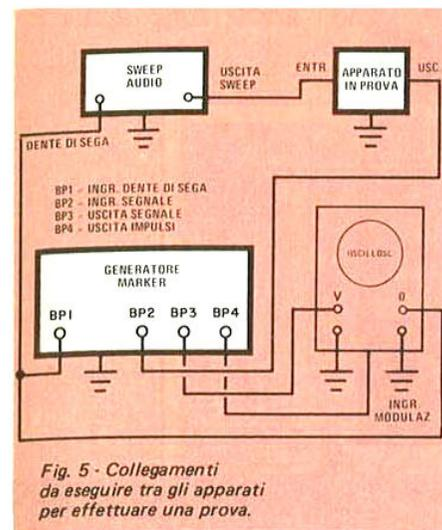 SWEEP
AUDIO
USCITA
SWEEP
ENTR.
APPARATO
IN PROVA
USC.
DENTE DI SEGA
BP1 - INGR. DENTE DI SEGA
BP2 - INGR. SEGNALE
BP3 - USCITA SEGNALE
BP4 - USCITA IMPULSI
GENERATORE
MARKER
BP1
BP2
BP3
BP4
OSCILLOSC.
V
O
INGR.
MODULAZ
Fig. 5 - Collegamenti
da eseguire tra gli apparati
per effettuare una prova.